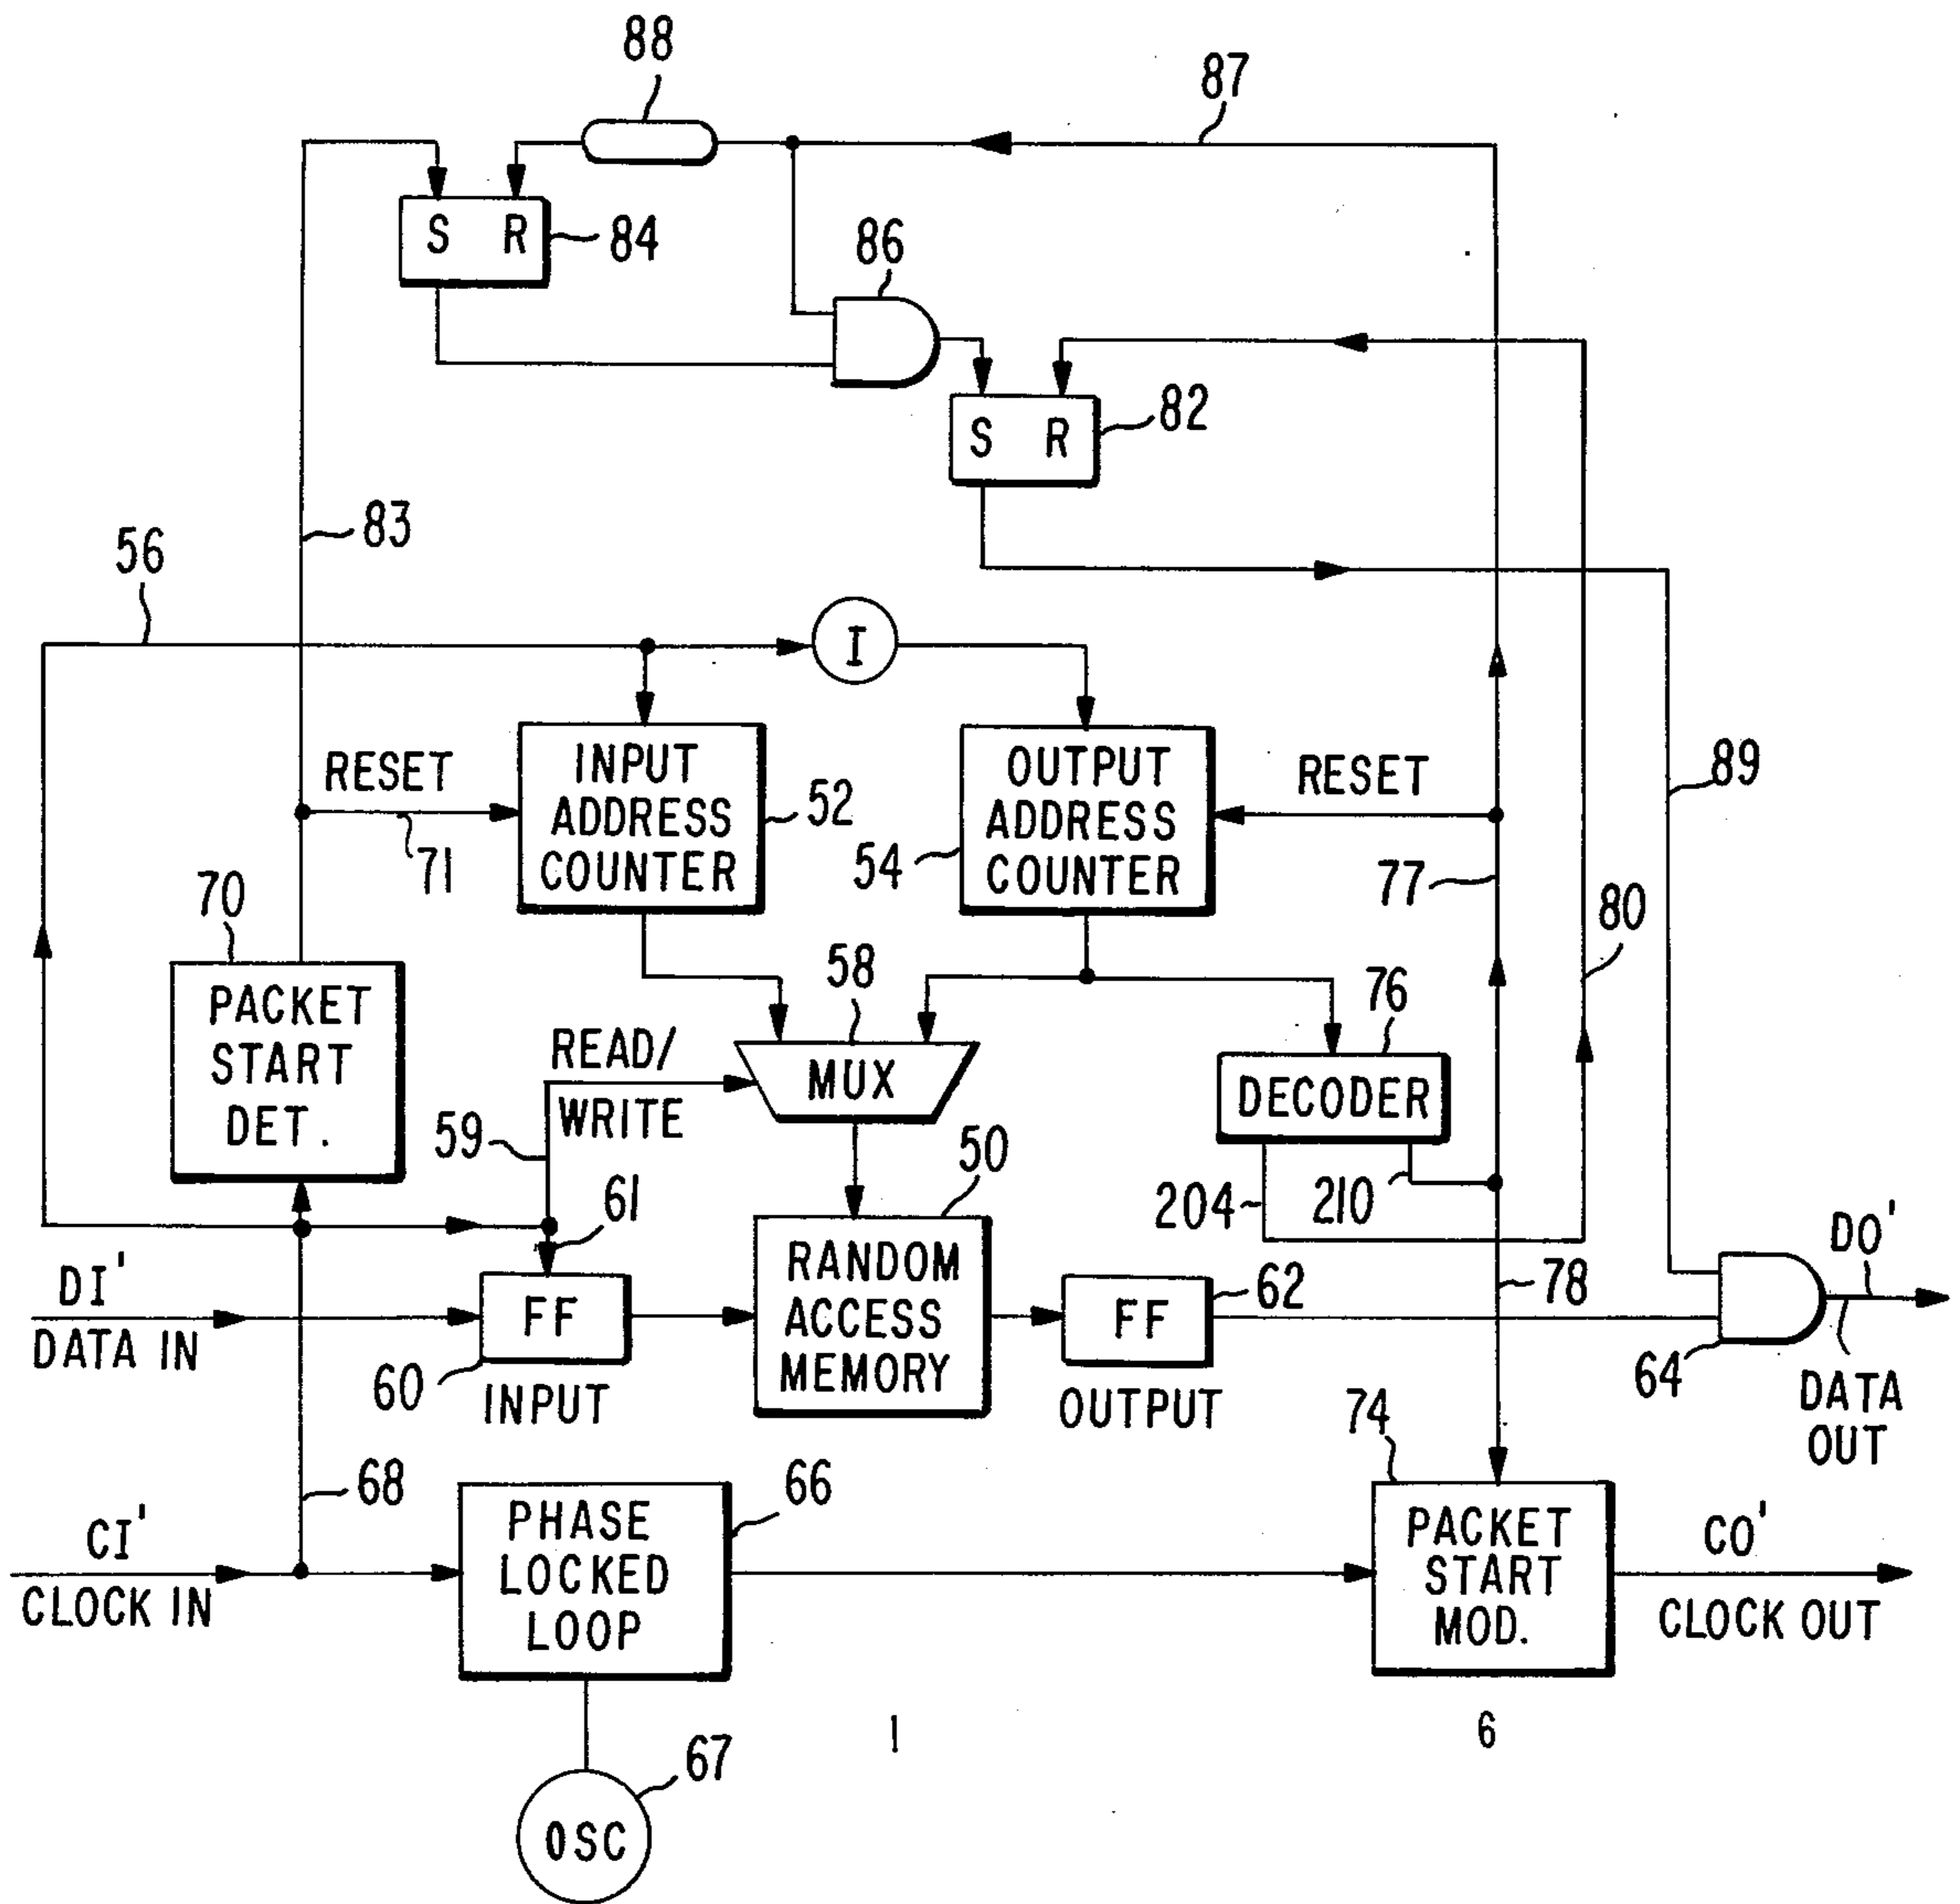 88
87
S R
84
86
S R
82
83
56
I
89
RESET
INPUT
ADDRESS
COUNTER
52
71
OUTPUT
ADDRESS
COUNTER
54
RESET
77
80
70
PACKET
START
DET.
58
76
READ/
WRITE
MUX
DECODER
59
61
50
204
210
DI'
DATA IN
FF
60
INPUT
RANDOM
ACCESS
MEMORY
FF
62
OUTPUT
78
DO'
64
DATA
OUT
74
68
CI'
CLOCK IN
PHASE
LOCKED
LOOP
66
PACKET
START
MOD.
CO'
CLOCK OUT
1
6
67
OSC